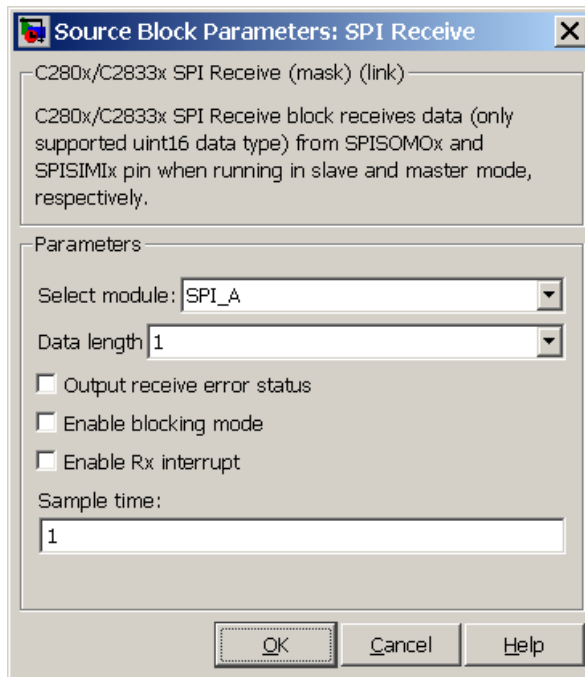 Source Block Parameters: SPI Receive
C280x/C2833x SPI Receive (mask) (link)
C280x/C2833x SPI Receive block receives data (only
supported uint16 data type) from SPISOMOx and
SPISIMIx pin when running in slave and master mode,
respectively.
Parameters
Select module: SPI_A
Data length 1
Output receive error status
Enable blocking mode
Enable Rx interrupt
Sample time:
1
OK Cancel Help